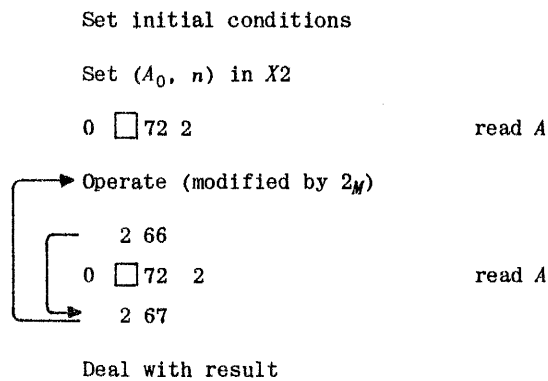 Set initial conditions
Set (A₀, n) in X2
0 □72 2 read A
Operate (modified by 2_M)
2 66
0 □72 2 read A
2 67
Deal with result